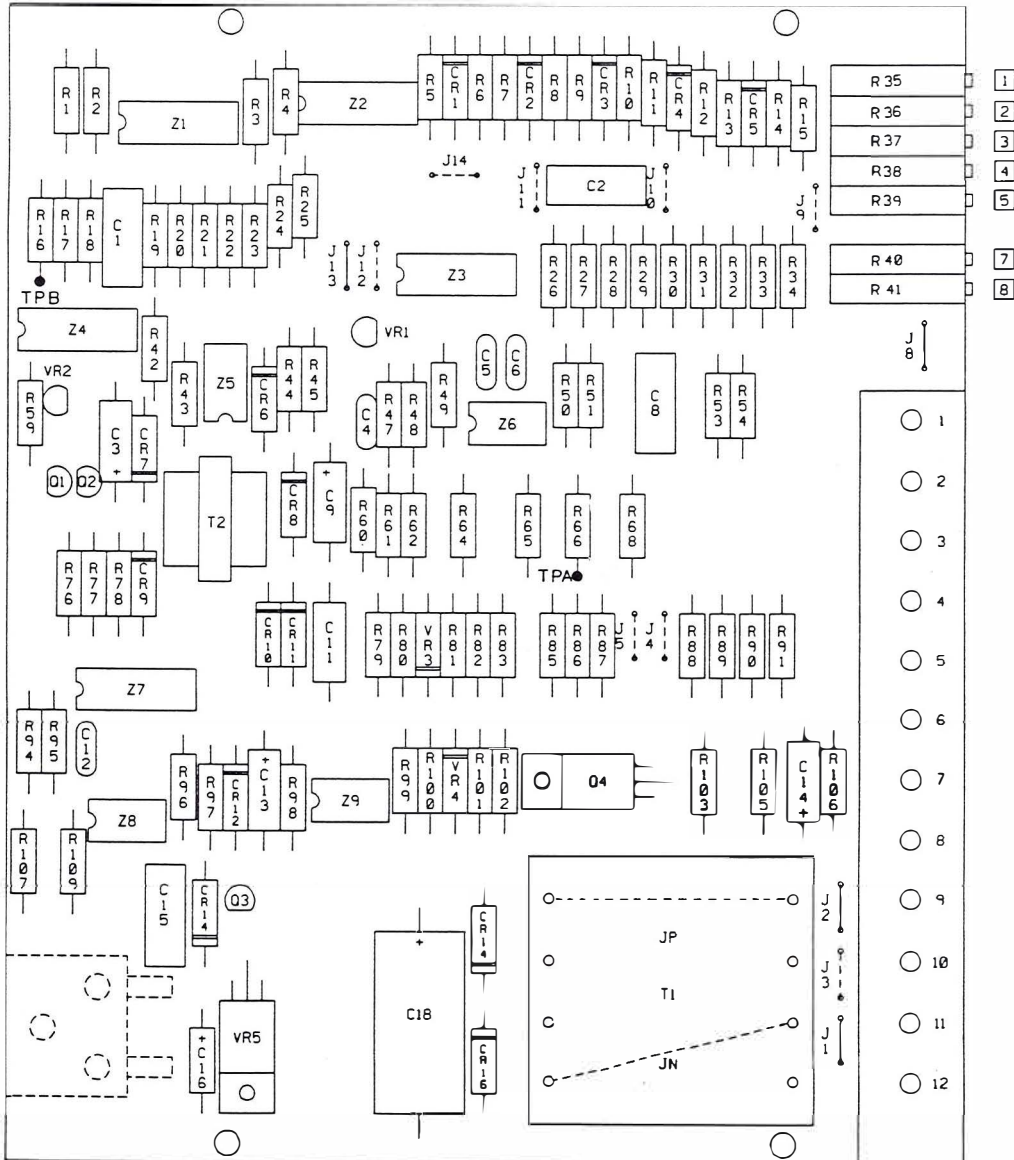 R1 R2 Z1 R3 R4 Z2 R5 CR1 R6 R7 CR2 R8 R9 CR3 R10 R11 CR4 R12 R13 CR5 R14 R15
R35 1
R36 2
R37 3
R38 4
R39 5
J14 J11 C2 J10 J9
R16 R17 R18 C1 R19 R20 R21 R22 R23 R24 R25
J13 J12 Z3 R26 R27 R28 R29 R30 R31 R32 R33 R34
R40 7
R41 8
TPB
Z4 R42 VR1 J8
VR2 R59 R43 Z5 CR6 R44 R45 C4 R47 R48 R49 C5 C6 Z6 R50 R51 C8 R53 R54
C3 + CR7
1
Q1 Q2 T2 CR8 + C9 R60 R61 R62 R64 R65 R66 R68
2
3
TPA
R76 R77 R78 CR9
4
CR10 CR11 C11 R79 R80 VR3 R81 R82 R83 R85 R86 R87 J5 J4 R88 R89 R90 R91
5
Z7
6
R94 R95 C12 R96 R97 CR12 + C13 R98 Z9 R99 R100 VR4 R101 R102 Q4 R103 R105 C14 + R106
7
Z8
8
R107 R109
C15 CR14 Q3 CR14 J2
9
+ JP
10
C18 T1 J3
+ C16 VR5 CR16 JN J1
11
12